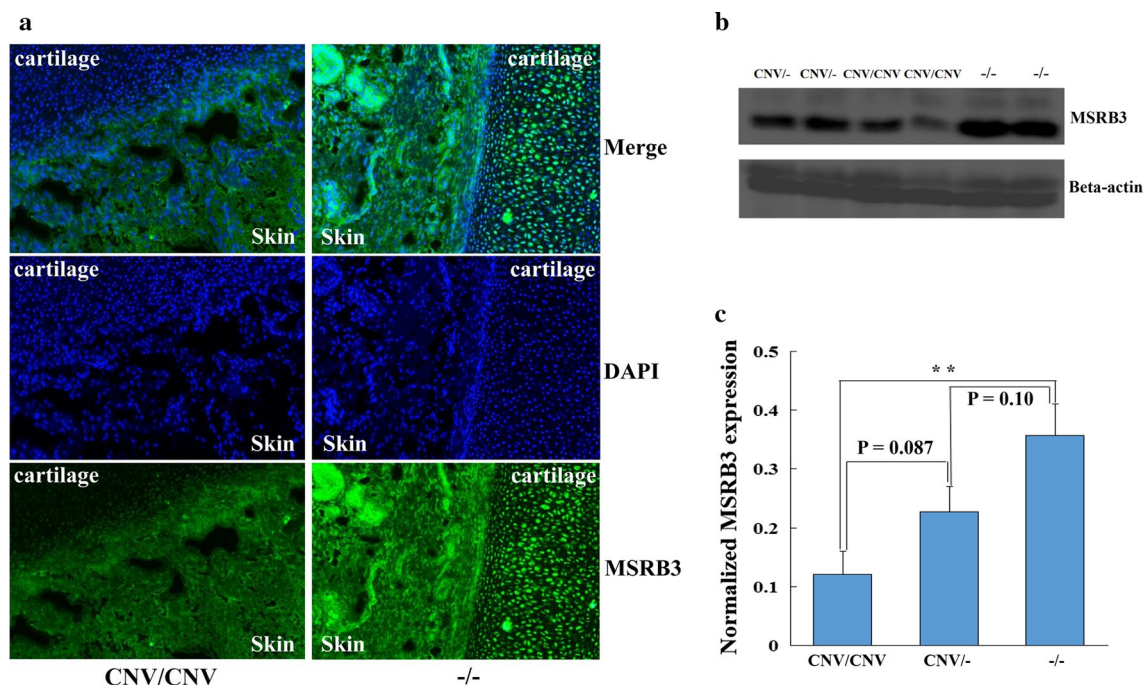 a
cartilage
Skin
Skin
cartilage
Merge
cartilage
Skin
Skin
cartilage
DAPI
cartilage
Skin
Skin
cartilage
MSRB3
CNV/CNV
-/-
b
CNV/- CNV/- CNV/CNV CNV/CNV -/- -/-
MSRB3
Beta-actin
c
Normalized MSRB3 expression
0.5
0.4
0.3
0.2
0.1
0
* *
P = 0.10
P = 0.087
CNV/CNV CNV/- -/-